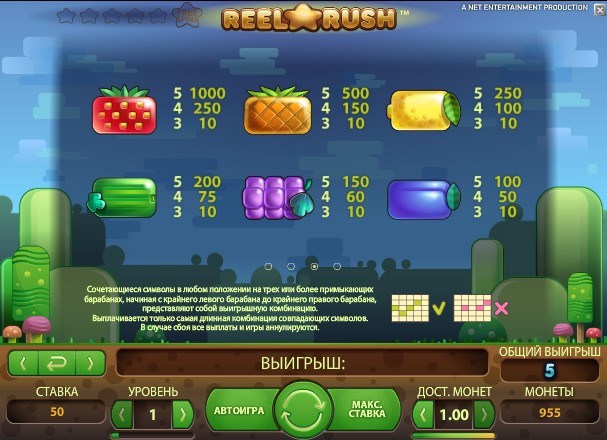 A NET ENTERTAINMENT PRODUCTION
REEL RUSH™
5 1000
4 250
3 10
5 500
4 150
3 10
5 250
4 100
3 10
5 200
4 75
3 10
5 150
4 60
3 10
5 100
4 50
3 10
Сочетающиеся символы в любом положении на трех или более примыкающих
барабанах, начиная с крайнего левого барабана до крайнего правого барабана,
представляют собой выигрышную комбинацию.
Выплачивается только самая длинная комбинация совпадающих символов.
В случае сбоя все выплаты и игры аннулируются.
ВЫИГРЫШ:
ОБЩИЙ ВЫИГРЫШ
5
СТАВКА
50
УРОВЕНЬ
1
АВТОИГРА
МАКС.
СТАВКА
ДОСТ. МОНЕТ
1.00
МОНЕТЫ
955